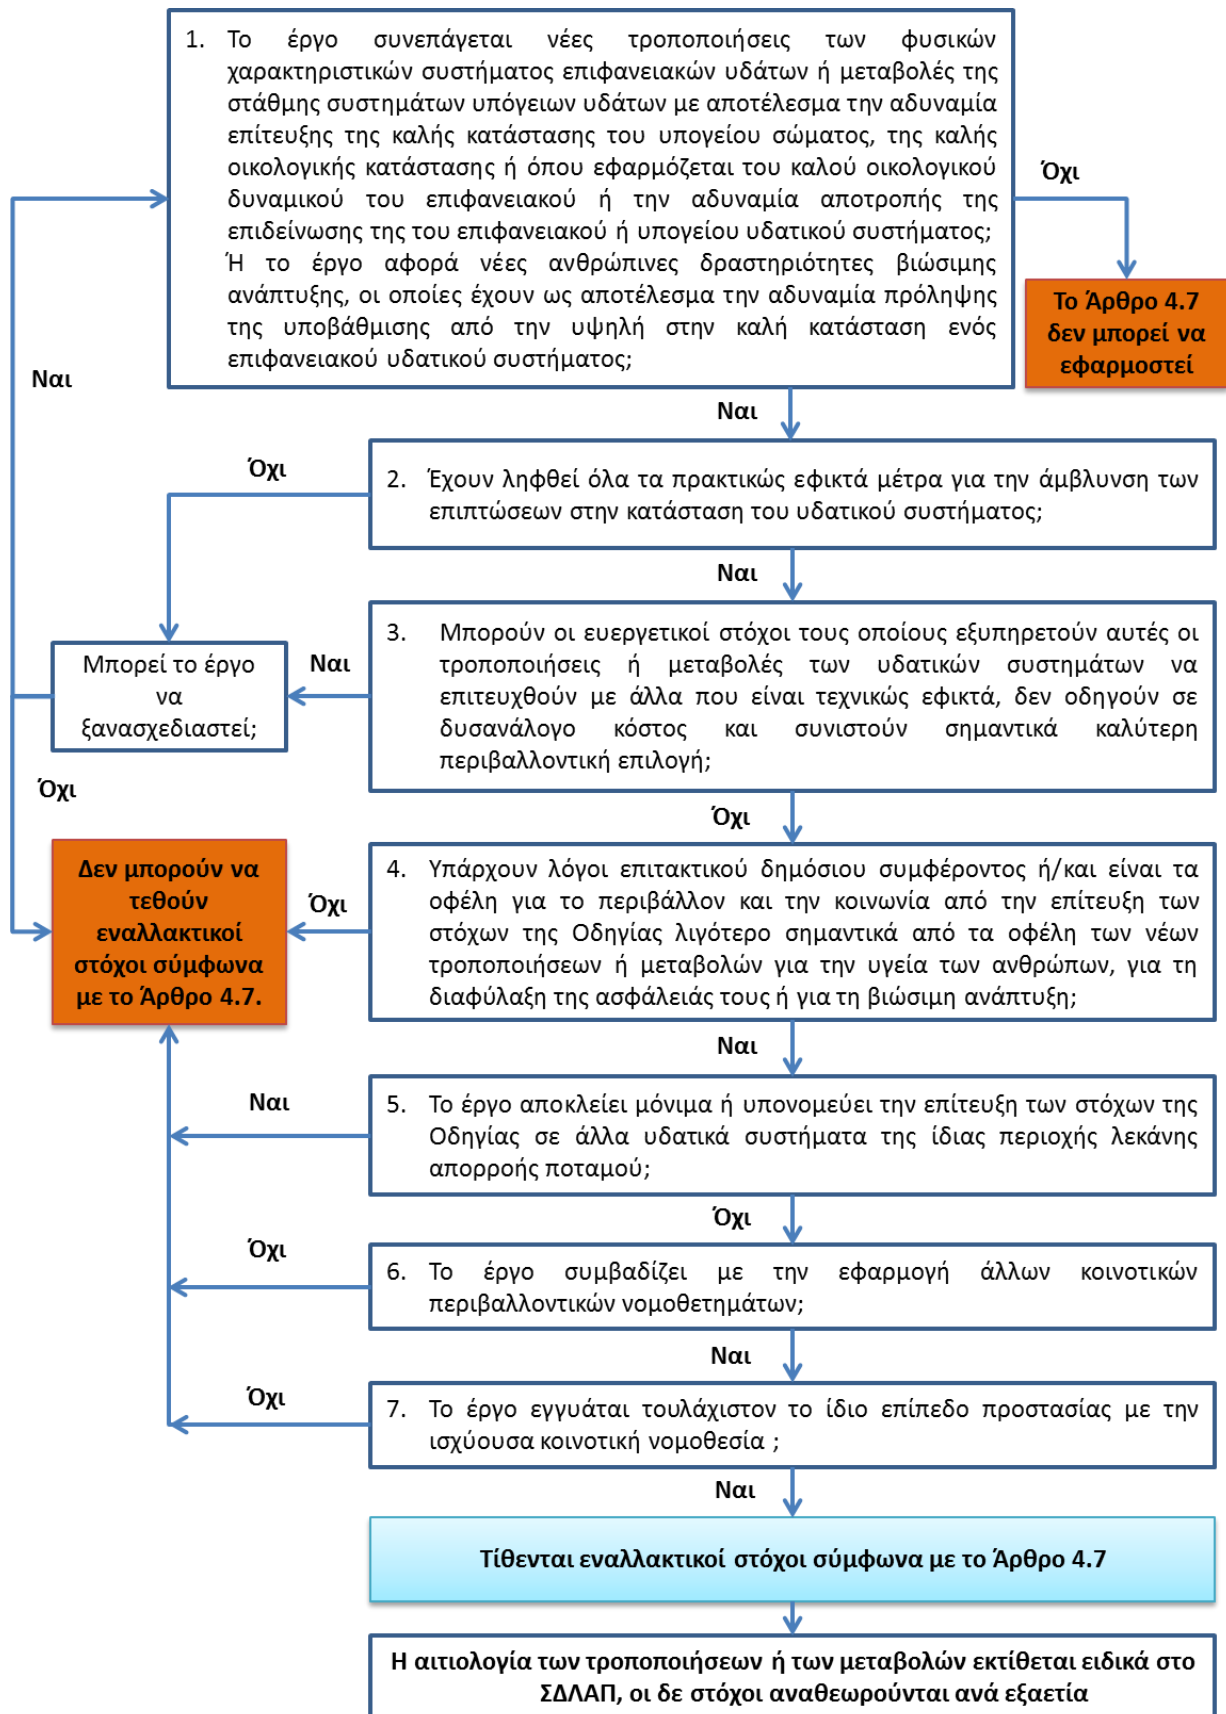 1. Το έργο συνεπάγεται νέες τροποποιήσεις των φυσικών
χαρακτηριστικών συστήματος επιφανειακών υδάτων ή μεταβολές της
στάθμης συστημάτων υπόγειων υδάτων με αποτέλεσμα την αδυναμία
επίτευξης της καλής κατάστασης του υπογείου σώματος, της καλής
οικολογικής κατάστασης ή όπου εφαρμόζεται του καλού οικολογικού
δυναμικού του επιφανειακού ή την αδυναμία αποτροπής της
επιδείνωσης της του επιφανειακού ή υπογείου υδατικού συστήματος;
Ή το έργο αφορά νέες ανθρώπινες δραστηριότητες βιώσιμης
ανάπτυξης, οι οποίες έχουν ως αποτέλεσμα την αδυναμία πρόληψης
της υποβάθμισης από την υψηλή στην καλή κατάσταση ενός
επιφανειακού υδατικού συστήματος;
Όχι
Το Άρθρο 4.7
δεν μπορεί να
εφαρμοστεί
Ναι
Ναι
Όχι
2. Έχουν ληφθεί όλα τα πρακτικώς εφικτά μέτρα για την άμβλυνση των
επιπτώσεων στην κατάσταση του υδατικού συστήματος;
Ναι
3. Μπορούν οι ευεργετικοί στόχοι τους οποίους εξυπηρετούν αυτές οι
τροποποιήσεις ή μεταβολές των υδατικών συστημάτων να
επιτευχθούν με άλλα που είναι τεχνικώς εφικτά, δεν οδηγούν σε
δυσανάλογο κόστος και συνιστούν σημαντικά καλύτερη
περιβαλλοντική επιλογή;
Ναι
Μπορεί το έργο
να
ξανασχεδιαστεί;
Όχι
Όχι
4. Υπάρχουν λόγοι επιτακτικού δημόσιου συμφέροντος ή/και είναι τα
οφέλη για το περιβάλλον και την κοινωνία από την επίτευξη των
στόχων της Οδηγίας λιγότερο σημαντικά από τα οφέλη των νέων
τροποποιήσεων ή μεταβολών για την υγεία των ανθρώπων, για τη
διαφύλαξη της ασφάλειάς τους ή για τη βιώσιμη ανάπτυξη;
Όχι
Δεν μπορούν να
τεθούν
εναλλακτικοί
στόχοι σύμφωνα
με το Άρθρο 4.7.
Ναι
Ναι
5. Το έργο αποκλείει μόνιμα ή υπονομεύει την επίτευξη των στόχων της
Οδηγίας σε άλλα υδατικά συστήματα της ίδιας περιοχής λεκάνης
απορροής ποταμού;
Όχι
Όχι
6. Το έργο συμβαδίζει με την εφαρμογή άλλων κοινοτικών
περιβαλλοντικών νομοθετημάτων;
Ναι
Όχι
7. Το έργο εγγυάται τουλάχιστον το ίδιο επίπεδο προστασίας με την
ισχύουσα κοινοτική νομοθεσία ;
Ναι
Τίθενται εναλλακτικοί στόχοι σύμφωνα με το Άρθρο 4.7
Η αιτιολογία των τροποποιήσεων ή των μεταβολών εκτίθεται ειδικά στο
ΣΔΛΑΠ, οι δε στόχοι αναθεωρούνται ανά εξαετία